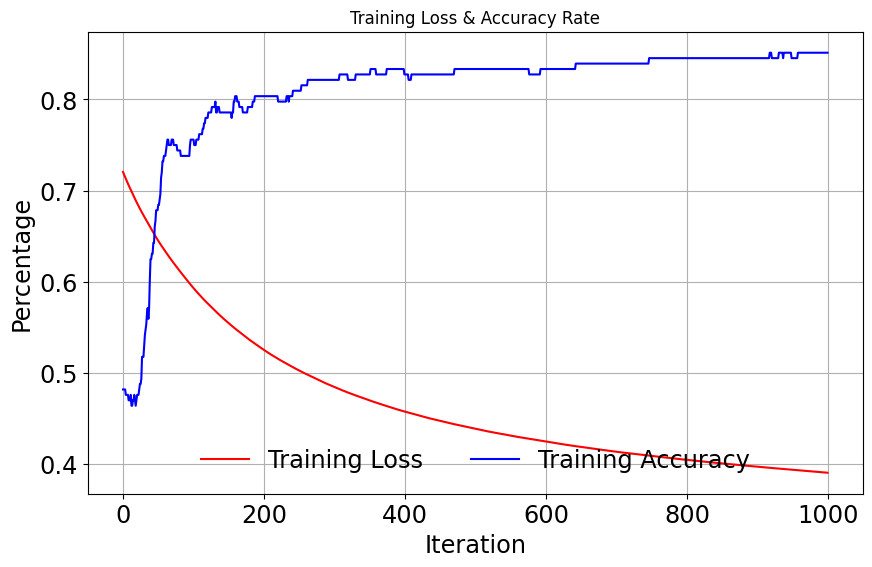 Training Loss & Accuracy Rate
Percentage
0.8
0.7
0.6
0.5
0.4
Training Loss Training Accuracy
0 200 400 600 800 1000
Iteration